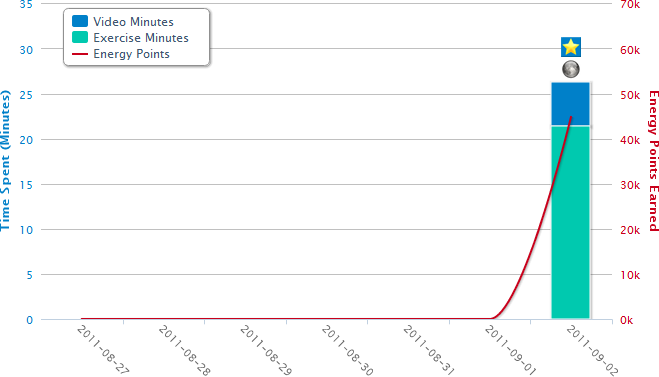 35
30
25
20
15
10
5
0
Time Spent (Minutes)
Video Minutes
Exercise Minutes
Energy Points
70k
60k
50k
40k
30k
20k
10k
0k
Energy Points Earned
2011-08-27
2011-08-28
2011-08-29
2011-08-30
2011-08-31
2011-09-01
2011-09-02